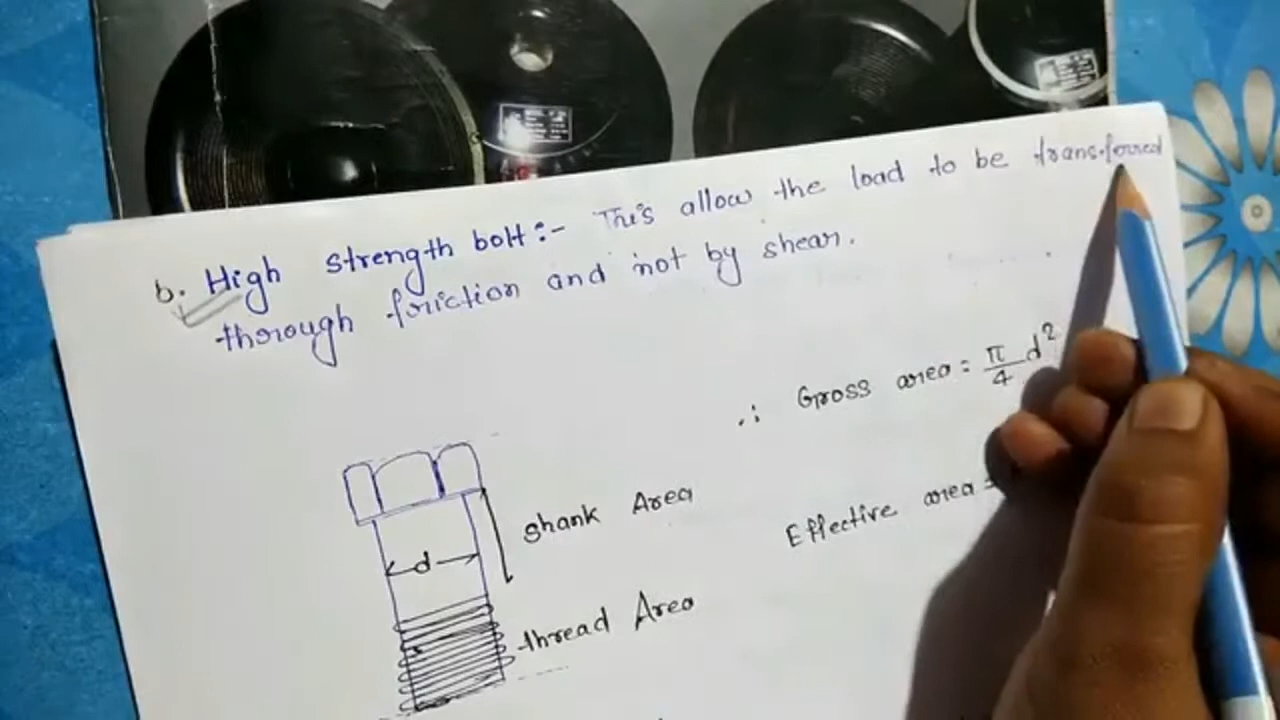 b. High strength bolt:- This allow the load to be transferred
through friction and not by shear.
∴ Gross area = π/4 d²
shank Area
Effective area =
d
thread Area